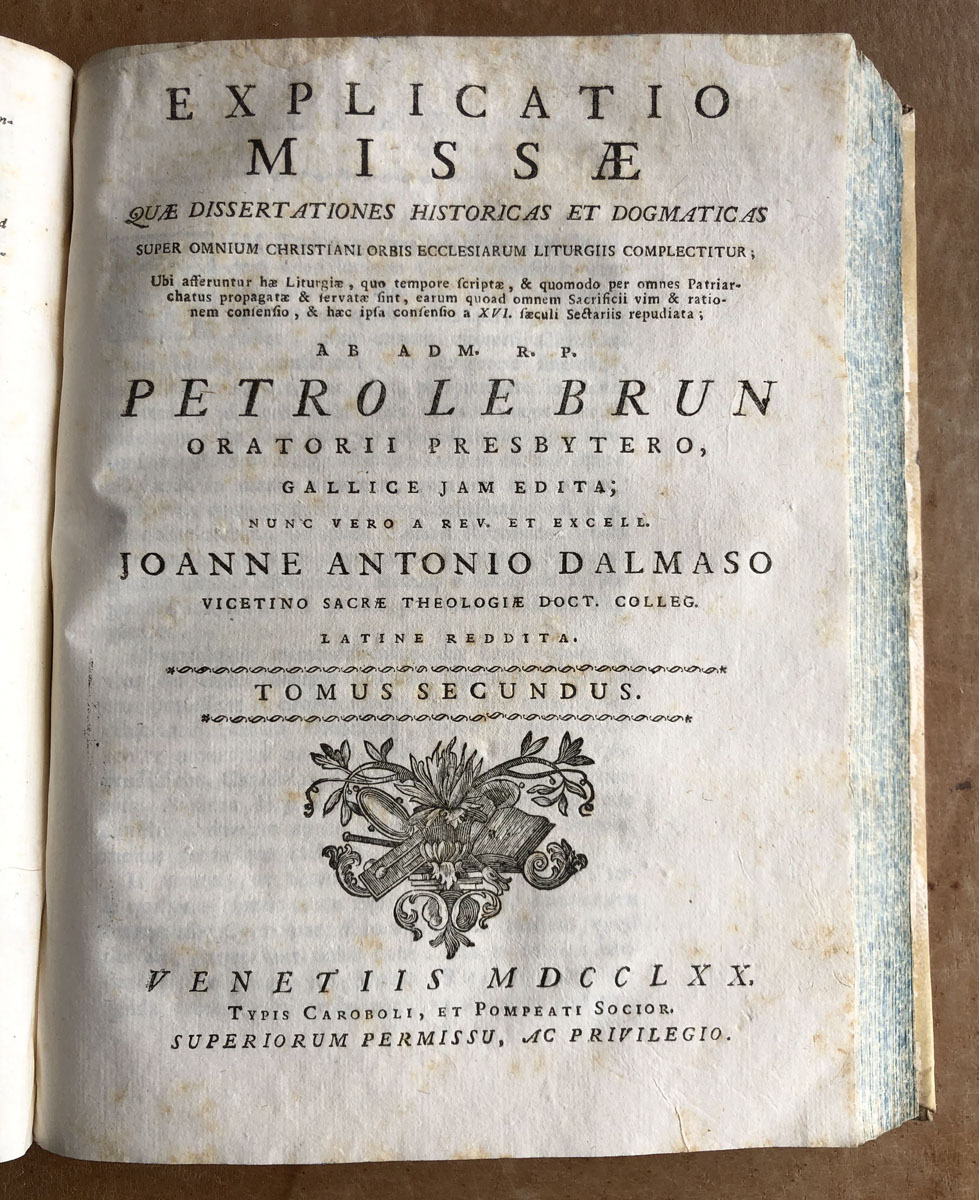 EXPLICATIO
MISSÆ
QUÆ DISSERTATIONES HISTORICAS ET DOGMATICAS
SUPER OMNIUM CHRISTIANI ORBIS ECCLESIARUM LITURGIIS COMPLECTITUR;
Ubi afferuntur hæ Liturgiæ, quo tempore ſcriptæ, & quomodo per omnes Patriar-
chatus propagatæ & ſervatæ ſint, earum quoad omnem Sacrificii vim & ratio-
nem conſenſio, & hæc ipſa conſenſio a XVI. ſæculi Sectariis repudiata;
AB ADM. R. P.
PETRO LE BRUN
ORATORII PRESBYTERO,
GALLICE JAM EDITA;
NUNC VERO A REV. ET EXCELL.
JOANNE ANTONIO DALMASO
VICETINO SACRÆ THEOLOGIÆ DOCT. COLLEG.
LATINE REDDITA.
TOMUS SECUNDUS.
VENETIIS MDCCLXX.
TYPIS CAROBOLI, ET POMPEATI SOCIOR.
SUPERIORUM PERMISSU, AC PRIVILEGIO.